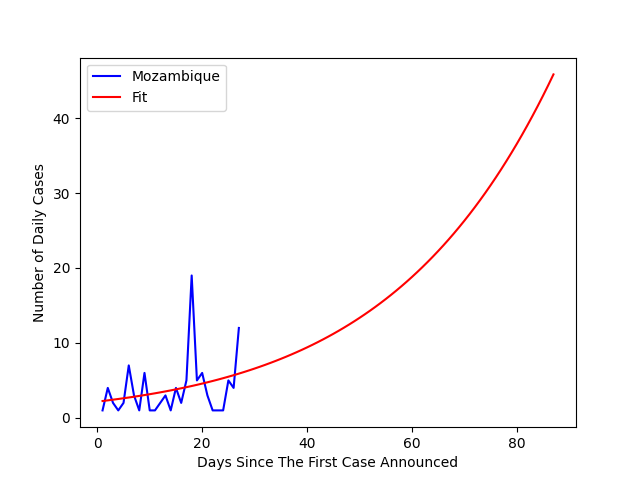 Mozambique
Fit
40
30
20
10
0
Number of Daily Cases
0 20 40 60 80
Days Since The First Case Announced